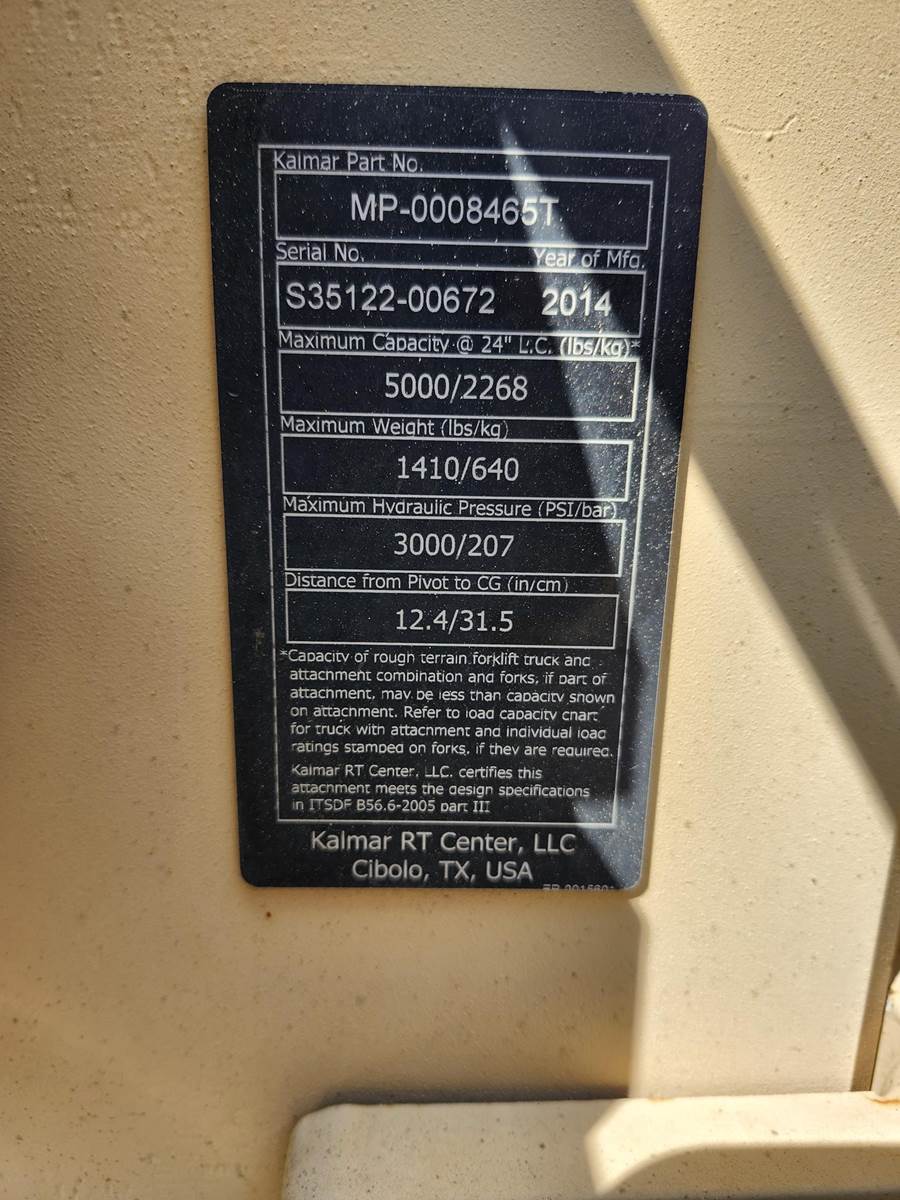 Kalmar Part No.
MP-0008465T
Serial No. Year of Mfg.
S35122-00672 2014
Maximum Capacity @ 24" L.C. (lbs/kg)*
5000/2268
Maximum Weight (lbs/kg)
1410/640
Maximum Hydraulic Pressure (PSI/bar)
3000/207
Distance from Pivot to CG (in/cm)
12.4/31.5
*Capacity of rough terrain forklift truck and
attachment combination and forks, if part of
attachment, may be less than capacity shown
on attachment. Refer to load capacity chart
for truck with attachment and individual load
ratings stamped on forks, if they are required.
Kalmar RT Center, LLC. certifies this
attachment meets the design specifications
in ITSDF B56.6-2005 part III
Kalmar RT Center, LLC
Cibolo, TX, USA